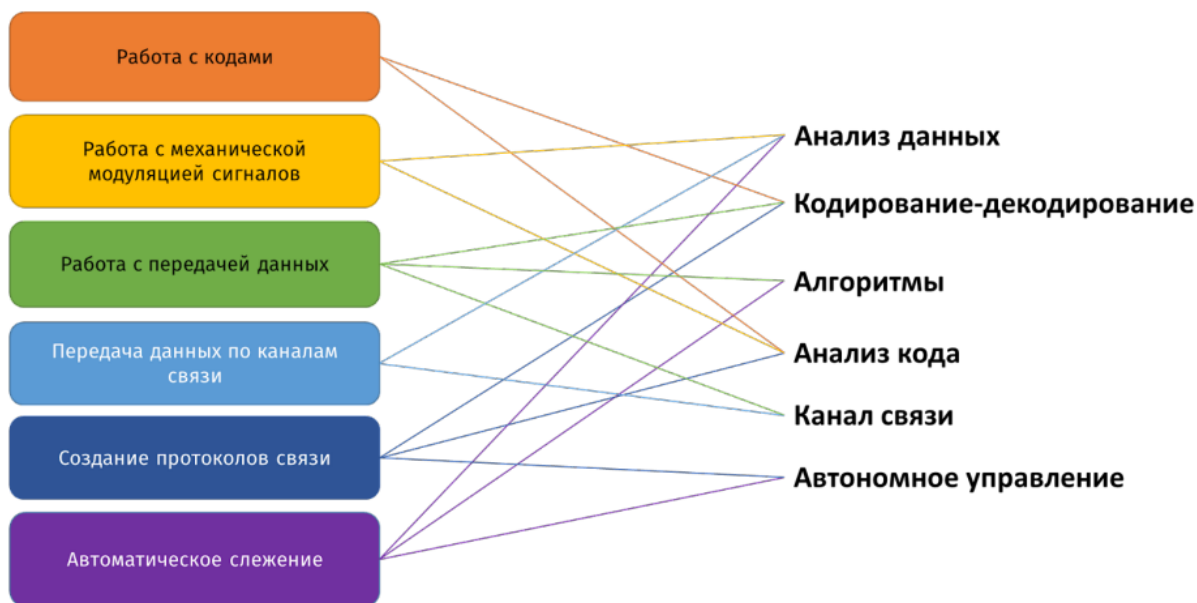 Работа с кодами
Работа с механической
модуляцией сигналов
Работа с передачей данных
Передача данных по каналам
связи
Создание протоколов связи
Автоматическое слежение
Анализ данных
Кодирование-декодирование
Алгоритмы
Анализ кода
Канал связи
Автономное управление